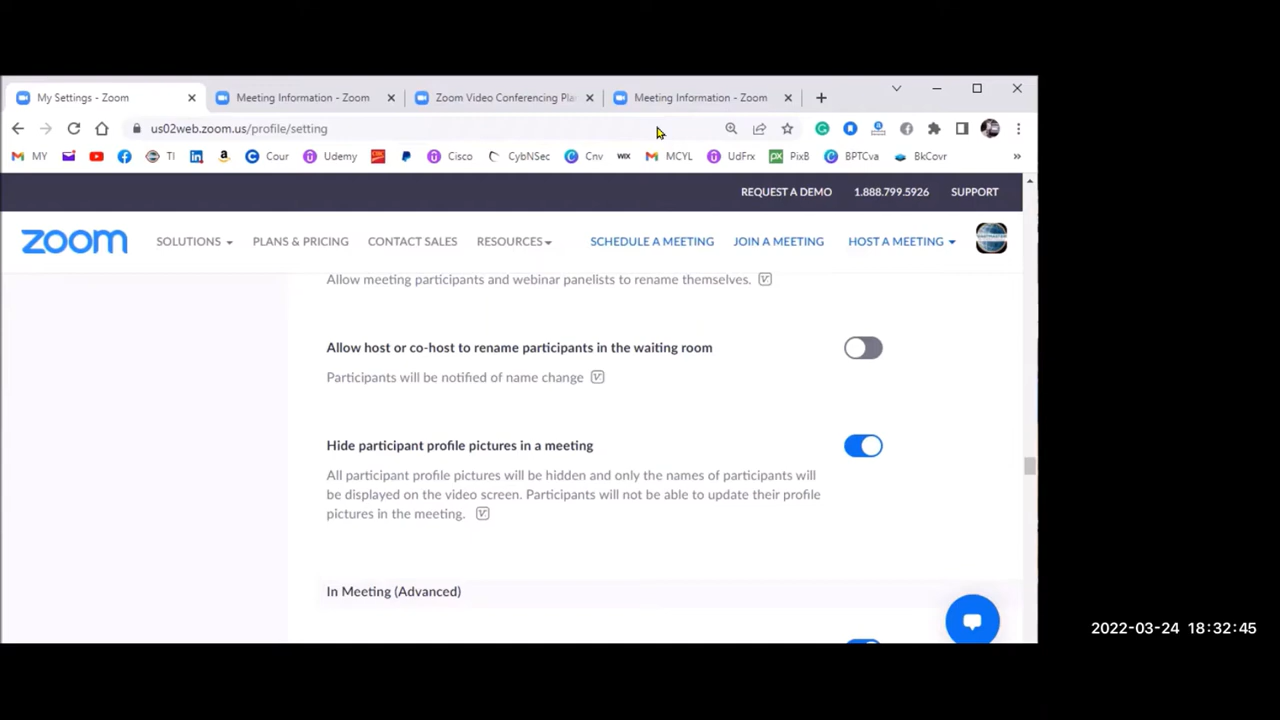 My Settings - Zoom
Meeting Information - Zoom
Zoom Video Conferencing Pla
Meeting Information - Zoom
us02web.zoom.us/profile/setting
MY
TI
Cour
Udemy
Cisco
CybNSec
Cnv
WIX
MCYL
UdFrx
px
PixB
BPTCva
BkCovr
REQUEST A DEMO
1.888.799.5926
SUPPORT
zoom
SOLUTIONS
PLANS & PRICING
CONTACT SALES
RESOURCES
SCHEDULE A MEETING
JOIN A MEETING
HOST A MEETING
Allow meeting participants and webinar panelists to rename themselves.
Allow host or co-host to rename participants in the waiting room
Participants will be notified of name change
Hide participant profile pictures in a meeting
All participant profile pictures will be hidden and only the names of participants will
be displayed on the video screen. Participants will not be able to update their profile
pictures in the meeting.
In Meeting (Advanced)
2022-03-24 18:32:45